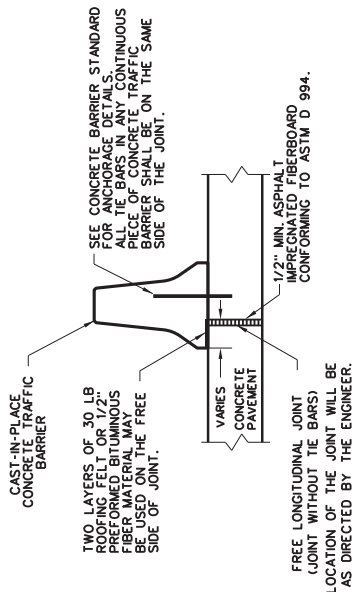 CAST-IN-PLACE
CONCRETE TRAFFIC
BARRIER
SEE CONCRETE BARRIER STANDARD
FOR ANCHORAGE DETAILS.
ALL TIE BARS IN ANY CONTINUOUS
PIECE OF CONCRETE TRAFFIC
BARRIER SHALL BE ON THE SAME
SIDE OF THE JOINT.
TWO LAYERS OF 30 LB
ROOFING FELT OR 1/2"
PREFORMED BITUMINOUS
FIBER MATERIAL MAY
BE USED ON THE FREE
SIDE OF JOINT.
VARIES
CONCRETE
PAVEMENT
1/2" MIN. ASPHALT
IMPREGNATED FIBERBOARD
CONFORMING TO ASTM D 994.
FREE LONGITUDINAL JOINT
(JOINT WITHOUT TIE BARS)
LOCATION OF THE JOINT WILL BE
AS DIRECTED BY THE ENGINEER.